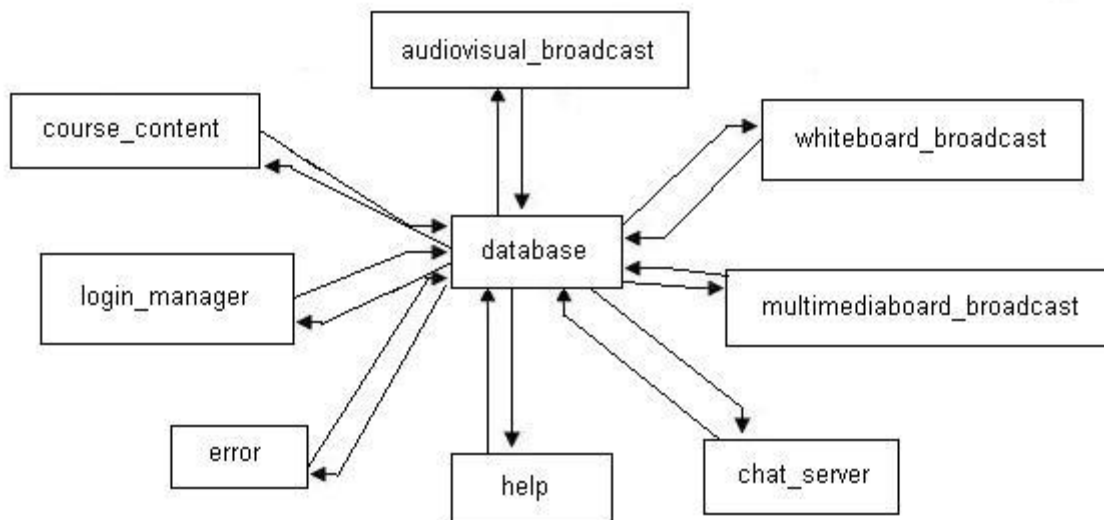 audiovisual_broadcast
course_content
whiteboard_broadcast
database
login_manager
multimediaboard_broadcast
error
help
chat_server